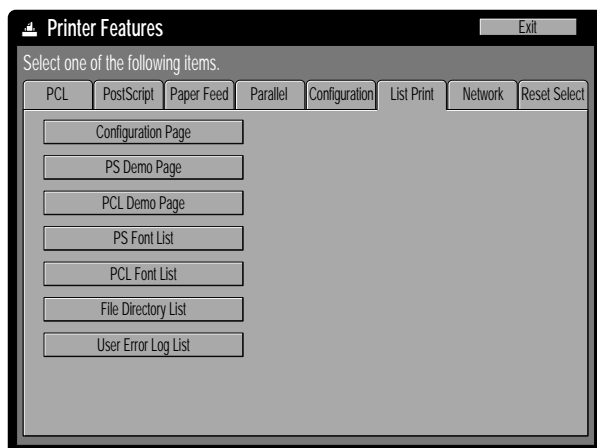 Printer Features Exit
Select one of the following items.
PCL PostScript Paper Feed Parallel Configuration List Print Network Reset Select
Configuration Page
PS Demo Page
PCL Demo Page
PS Font List
PCL Font List
File Directory List
User Error Log List